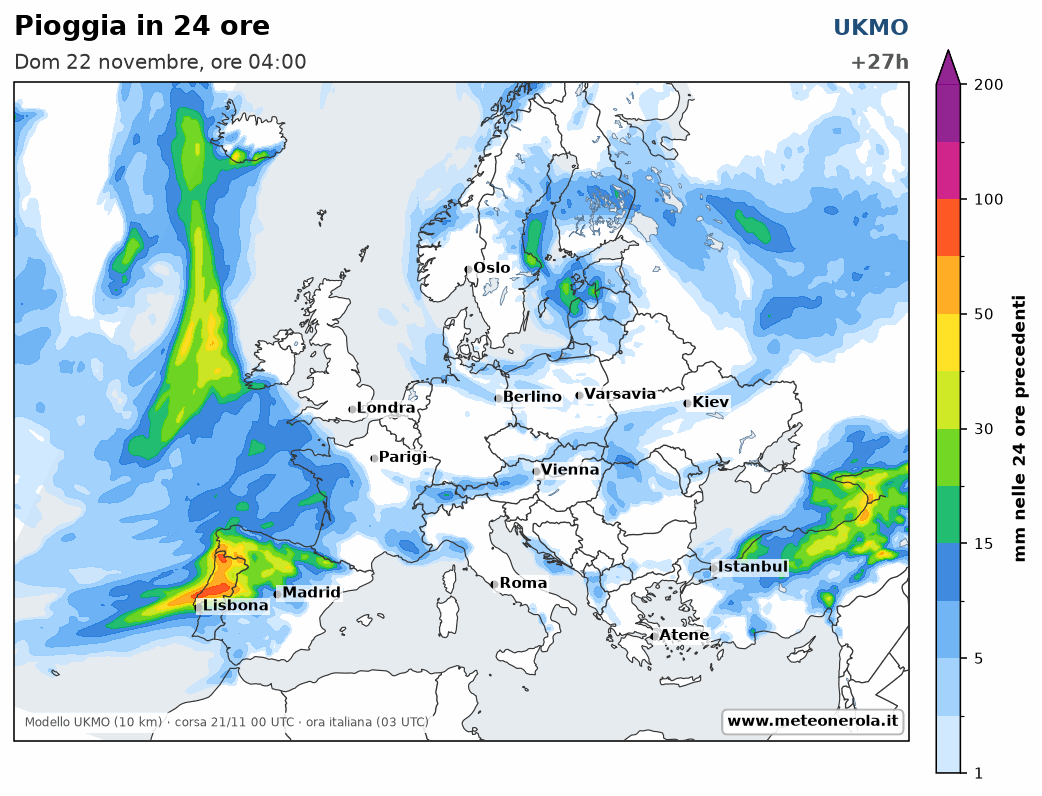 Pioggia in 24 ore
UKMO
Dom 22 novembre, ore 04:00
+27h
200
100
50
30
15
5
1
mm nelle 24 ore precedenti
Oslo
Berlino
Varsavia
Kiev
Londra
Parigi
Vienna
Istanbul
Roma
Madrid
Lisbona
Atene
Modello UKMO (10 km) · corsa 21/11 00 UTC · ora italiana (03 UTC)
www.meteonerola.it